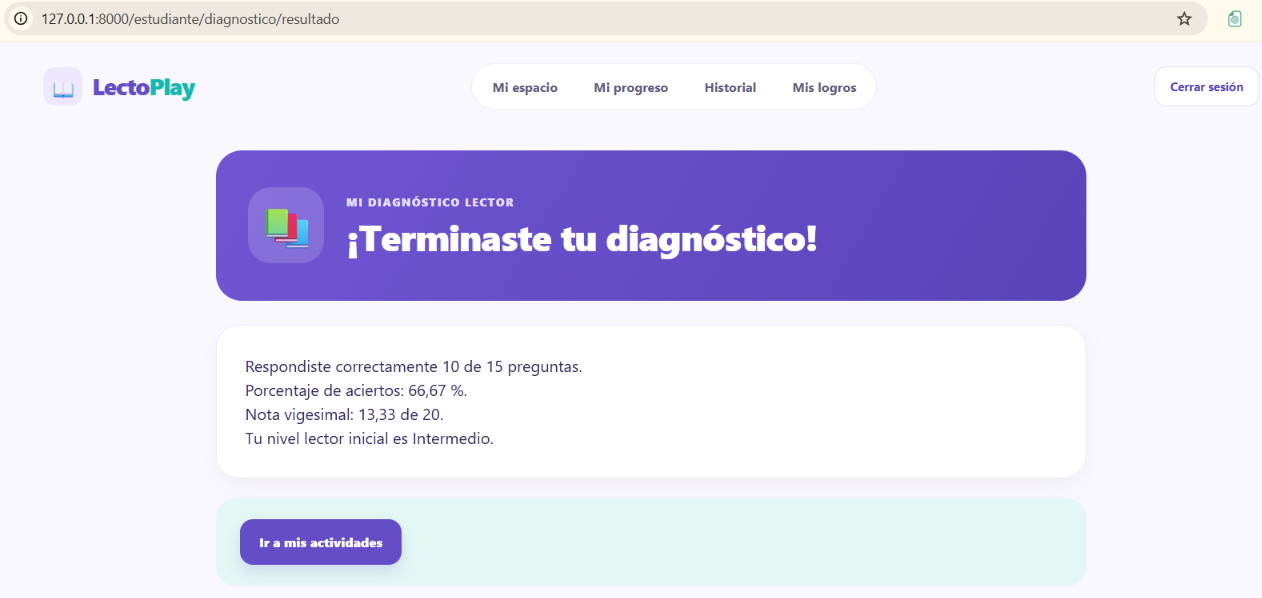 127.0.0.1:8000/estudiante/diagnostico/resultado
LectoPlay
Mi espacio Mi progreso Historial Mis logros
Cerrar sesión
MI DIAGNÓSTICO LECTOR
¡Terminaste tu diagnóstico!
Respondiste correctamente 10 de 15 preguntas.
Porcentaje de aciertos: 66,67 %.
Nota vigesimal: 13,33 de 20.
Tu nivel lector inicial es Intermedio.
Ir a mis actividades